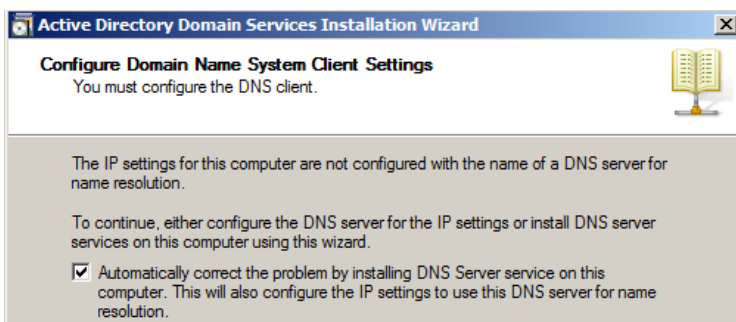 Active Directory Domain Services Installation Wizard
Configure Domain Name System Client Settings
You must configure the DNS client.
The IP settings for this computer are not configured with the name of a DNS server for
name resolution.
To continue, either configure the DNS server for the IP settings or install DNS server
services on this computer using this wizard.
Automatically correct the problem by installing DNS Server service on this
computer. This will also configure the IP settings to use this DNS server for name
resolution.